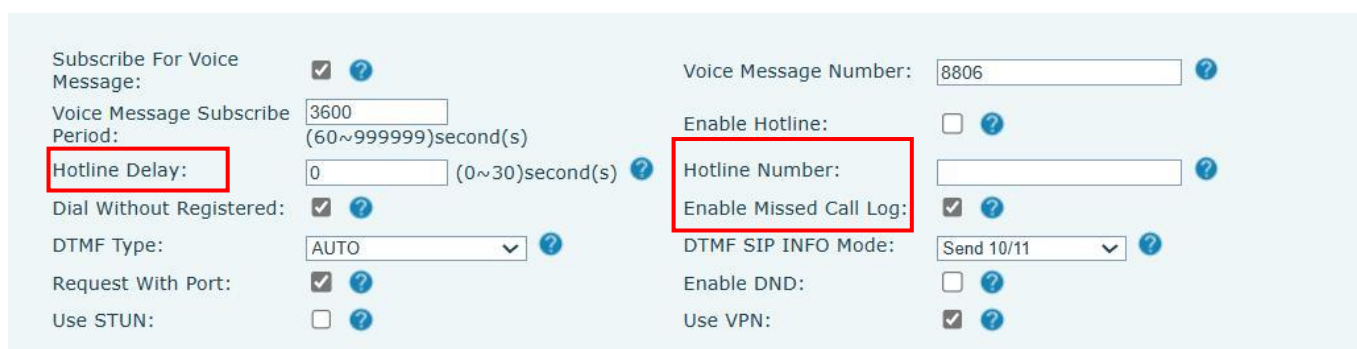 Subscribe For Voice
Message:
?
Voice Message Number:
8806
?
Voice Message Subscribe
Period:
3600
(60~999999)second(s)
Enable Hotline:
?
Hotline Delay:
0
(0~30)second(s)
?
Hotline Number:
?
Dial Without Registered:
?
Enable Missed Call Log:
?
DTMF Type:
AUTO
?
DTMF SIP INFO Mode:
Send 10/11
?
Request With Port:
?
Enable DND:
?
Use STUN:
?
Use VPN:
?